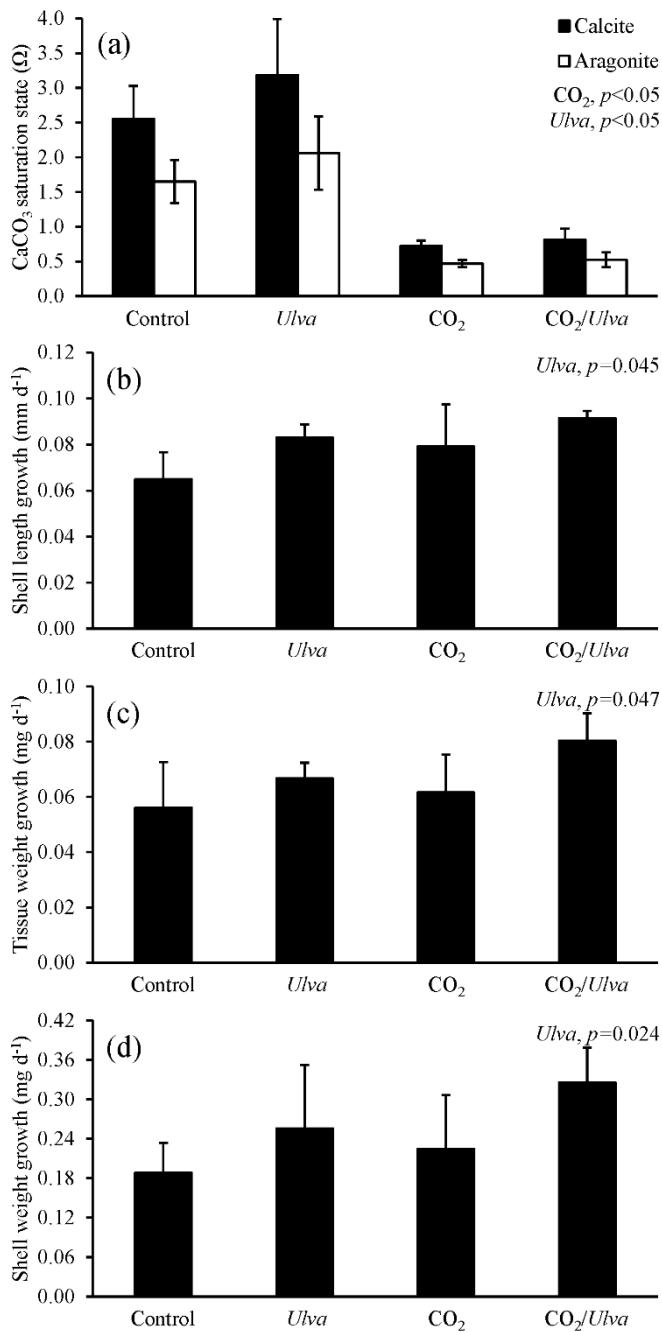 (a)
Calcite
Aragonite
CO₂, p<0.05
Ulva, p<0.05
CaCO₃ saturation state (Ω)
4.0
3.5
3.0
2.5
2.0
1.5
1.0
0.5
0.0
Control Ulva CO₂ CO₂/Ulva
(b)
Ulva, p=0.045
Shell length growth (mm d⁻¹)
0.12
0.10
0.08
0.06
0.04
0.02
0.00
Control Ulva CO₂ CO₂/Ulva
(c)
Ulva, p=0.047
Tissue weight growth (mg d⁻¹)
0.10
0.08
0.06
0.04
0.02
0.00
Control Ulva CO₂ CO₂/Ulva
(d)
Ulva, p=0.024
Shell weight growth (mg d⁻¹)
0.42
0.36
0.30
0.24
0.18
0.12
0.06
0.00
Control Ulva CO₂ CO₂/Ulva